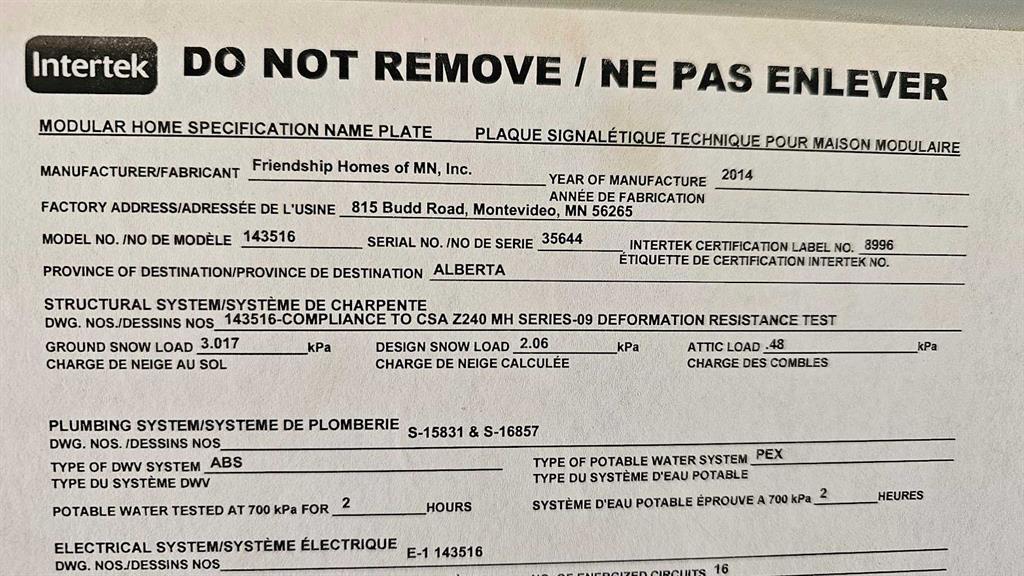 Intertek
DO NOT REMOVE / NE PAS ENLEVER
MODULAR HOME SPECIFICATION NAME PLATE PLAQUE SIGNALÉTIQUE TECHNIQUE POUR MAISON MODULAIRE
MANUFACTURER/FABRICANT Friendship Homes of MN, Inc. YEAR OF MANUFACTURE 2014
ANNÉE DE FABRICATION
FACTORY ADDRESS/ADRESSÉE DE L'USINE 815 Budd Road, Montevideo, MN 56265
MODEL NO. /NO DE MODÈLE 143516 SERIAL NO. /NO DE SERIE 35644 INTERTEK CERTIFICATION LABEL NO. 8996
ÉTIQUETTE DE CERTIFICATION INTERTEK NO.
PROVINCE OF DESTINATION/PROVINCE DE DESTINATION ALBERTA
STRUCTURAL SYSTEM/SYSTÈME DE CHARPENTE
DWG. NOS./DESSINS NOS 143516-COMPLIANCE TO CSA Z240 MH SERIES-09 DEFORMATION RESISTANCE TEST
GROUND SNOW LOAD 3.017 kPa DESIGN SNOW LOAD 2.06 kPa ATTIC LOAD .48 kPa
CHARGE DE NEIGE AU SOL CHARGE DE NEIGE CALCULÉE CHARGE DES COMBLES
PLUMBING SYSTEM/SYSTEME DE PLOMBERIE S-15831 & S-16857
DWG. NOS. /DESSINS NOS
TYPE OF DWV SYSTEM ABS TYPE OF POTABLE WATER SYSTEM PEX
TYPE DU SYSTÈME DWV TYPE DU SYSTÈME D'EAU POTABLE
POTABLE WATER TESTED AT 700 kPa FOR 2 HOURS SYSTÈME D'EAU POTABLE ÉPROUVE A 700 kPa 2 HEURES
ELECTRICAL SYSTEM/SYSTÈME ÉLECTRIQUE E-1 143516
DWG. NOS./DESSINS NOS
NO. OF ENERGIZED CIRCUITS 16